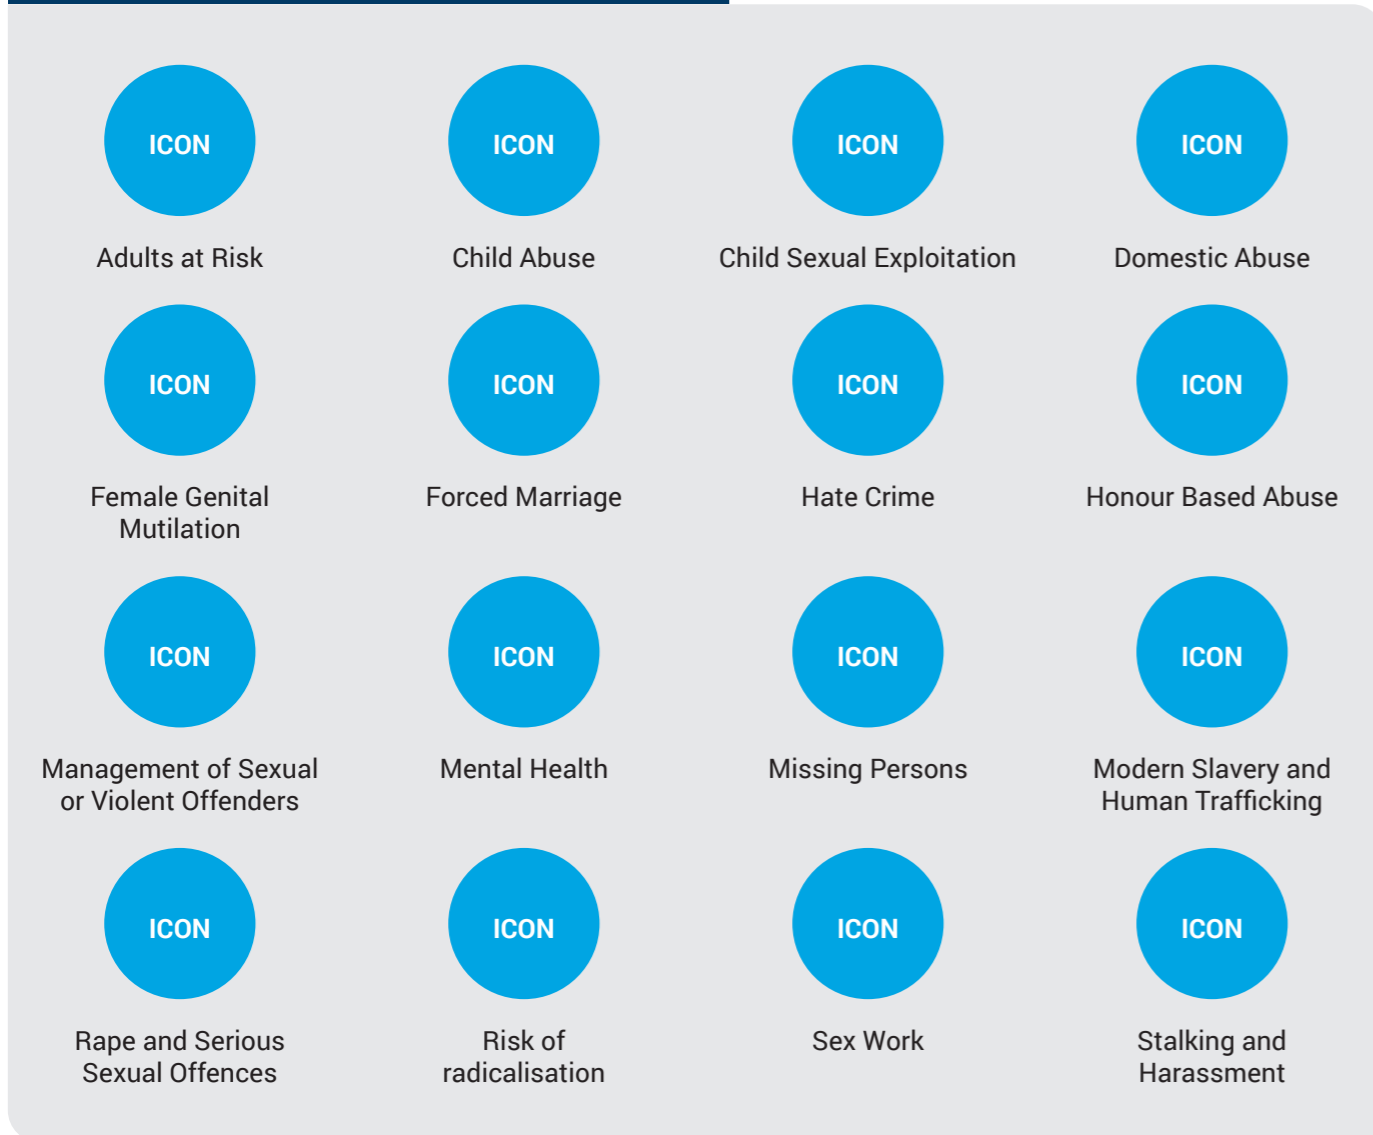 ICON ICON ICON ICON
Adults at Risk Child Abuse Child Sexual Exploitation Domestic Abuse
ICON ICON ICON ICON
Female Genital Forced Marriage Hate Crime Honour Based Abuse
Mutilation
ICON ICON ICON ICON
Management of Sexual Mental Health Missing Persons Modern Slavery and
or Violent Offenders Human Trafficking
ICON ICON ICON ICON
Rape and Serious Risk of Sex Work Stalking and
Sexual Offences radicalisation Harassment